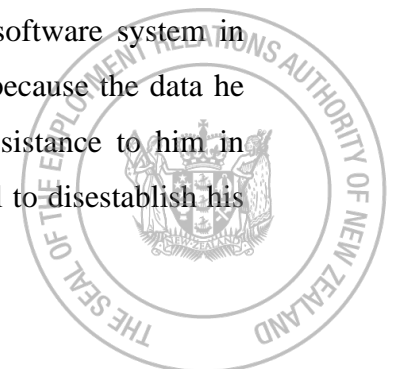 software system in
because the data he
sistance to him in
l to disestablish his
THE SEAL OF THE EMPLOYMENT RELATIONS AUTHORITY OF NEW ZEALAND
NEW ZEALAND